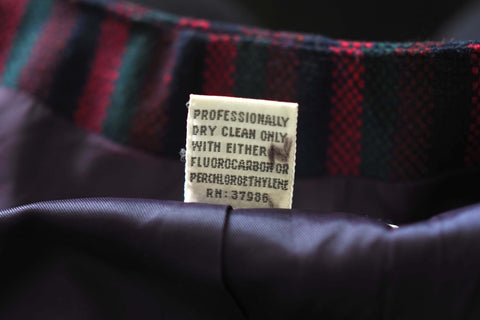 PROFESSIONALLY
DRY CLEAN ONLY
WITH EITHER
FLUOROCARBON OR
PERCHLOROETHYLENE
RN: 37986